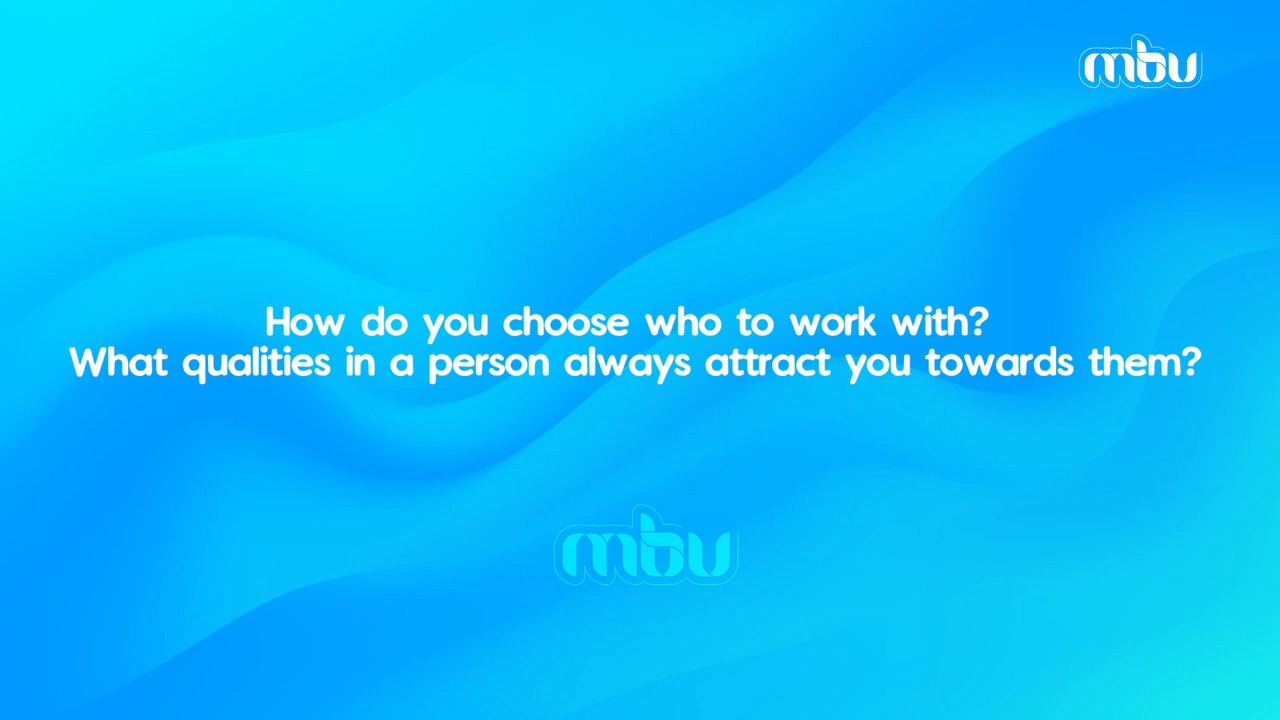 mbu
How do you choose who to work with?
What qualities in a person always attract you towards them?
mbu